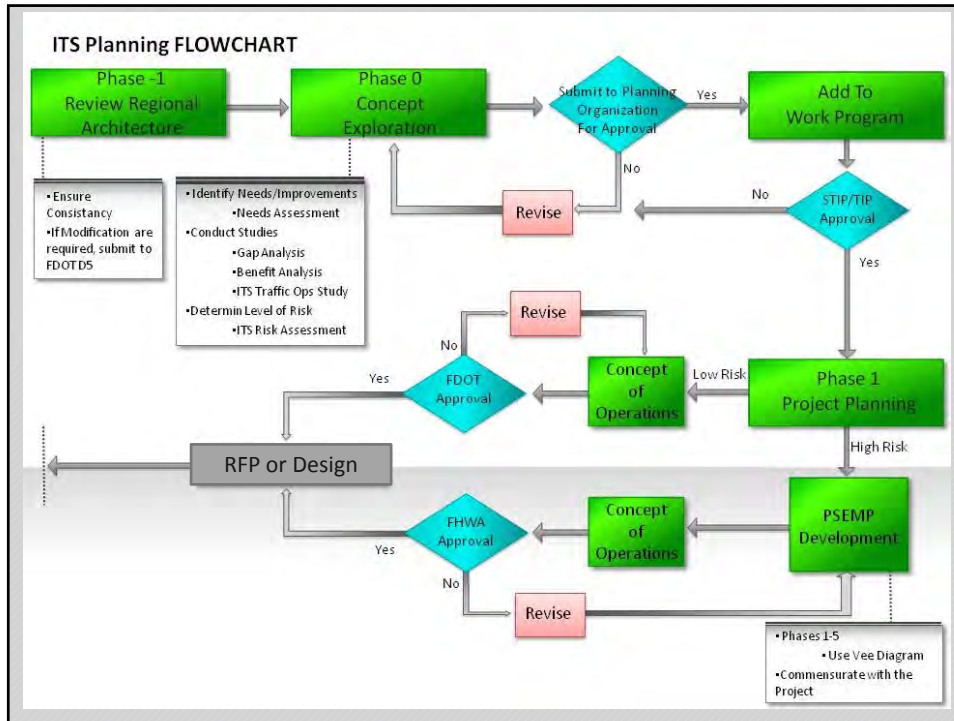 ITS Planning FLOWCHART
Phase -1
Review Regional
Architecture
Phase 0
Concept
Exploration
Submit to Planning
Organization
For Approval
Yes
Add To
Work Program
No
Revise
• Ensure
Consistancy
• If Modification are
required, submit to
FDOT D5
• Identify Needs/Improvements
• Needs Assessment
• Conduct Studies
• Gap Analysis
• Benefit Analysis
• ITS Traffic Ops Study
• Determin Level of Risk
• ITS Risk Assessment
No
STIP/TIP
Approval
Yes
Revise
No
Yes
FDOT
Approval
Concept
of
Operations
Low Risk
Phase 1
Project Planning
High Risk
RFP or Design
Yes
FHWA
Approval
No
Concept
of
Operations
PSEMP
Development
Revise
• Phases 1-5
• Use Vee Diagram
• Commensurate with the
Project